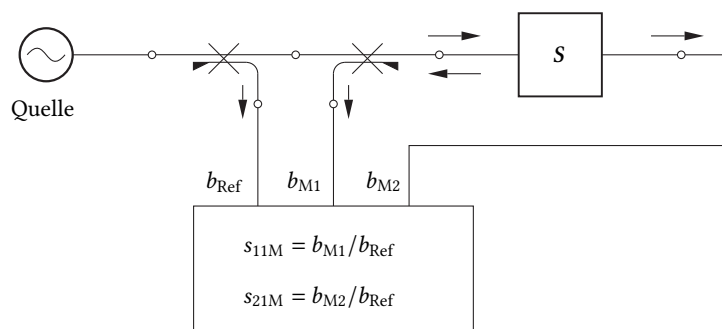 S
Quelle
b_Ref b_M1 b_M2
s_11M = b_M1/b_Ref
s_21M = b_M2/b_Ref